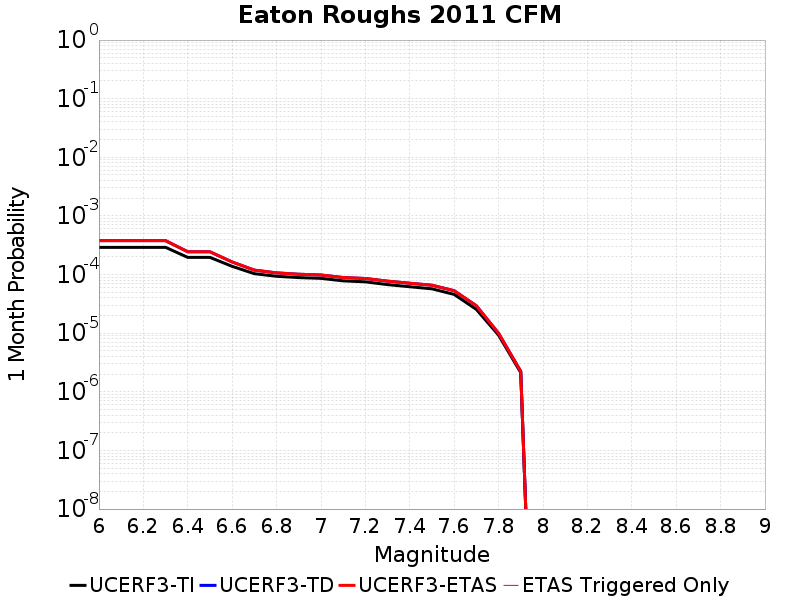 Eaton Roughs 2011 CFM
1 Month Probability
10^0
10^-1
10^-2
10^-3
10^-4
10^-5
10^-6
10^-7
10^-8
6 6.2 6.4 6.6 6.8 7 7.2 7.4 7.6 7.8 8 8.2 8.4 8.6 8.8 9
Magnitude
UCERF3-TI UCERF3-TD UCERF3-ETAS ETAS Triggered Only